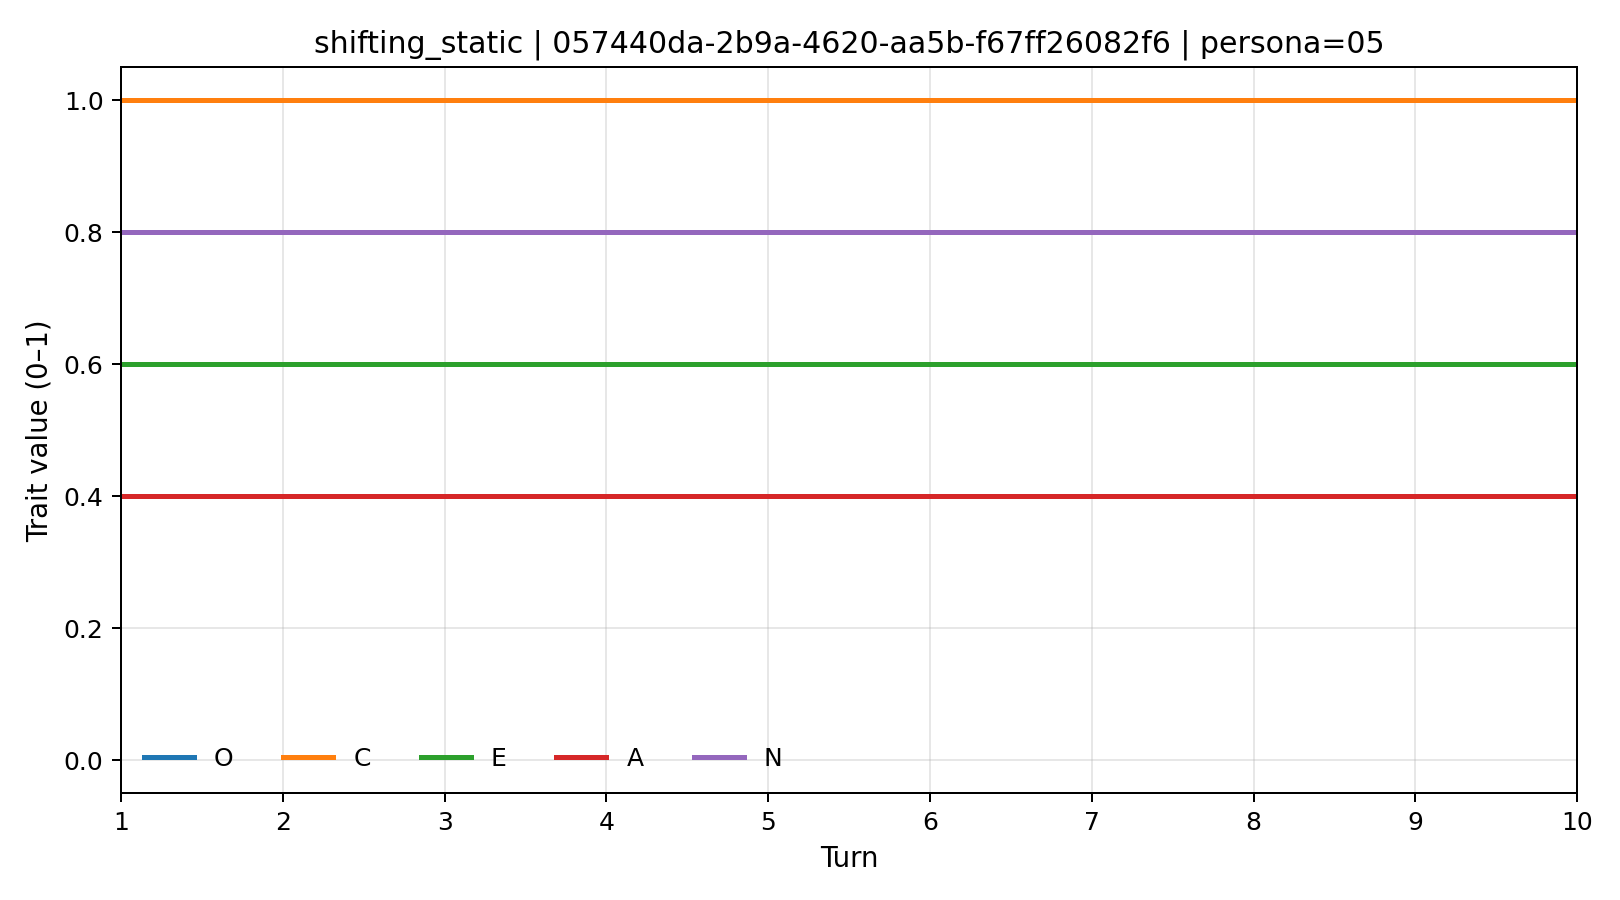 shifting_static | 057440da-2b9a-4620-aa5b-f67ff26082f6 | persona=05
Trait value (0–1)
1.0
0.8
0.6
0.4
0.2
0.0
O C E A N
1 2 3 4 5 6 7 8 9 10
Turn